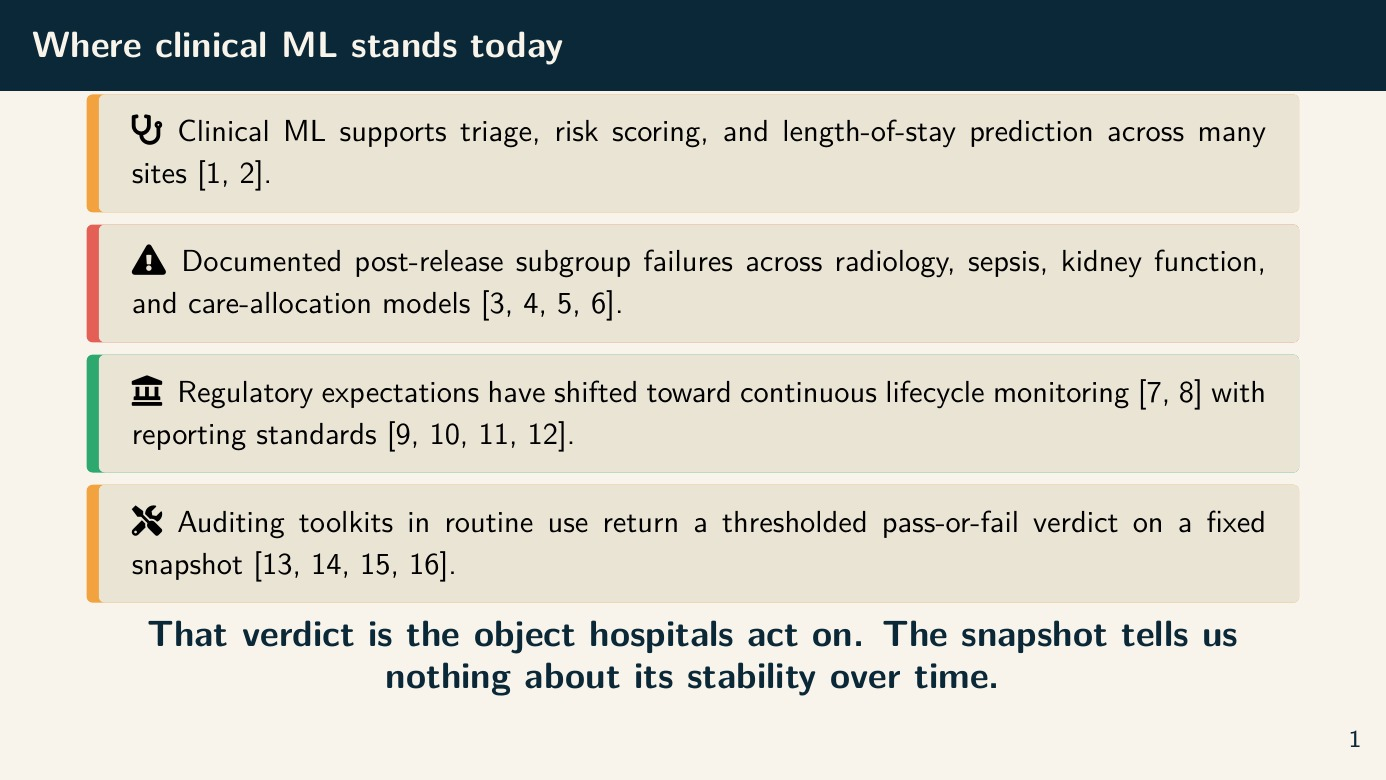 Where clinical ML stands today
Clinical ML supports triage, risk scoring, and length-of-stay prediction across many
sites [1, 2].
Documented post-release subgroup failures across radiology, sepsis, kidney function,
and care-allocation models [3, 4, 5, 6].
Regulatory expectations have shifted toward continuous lifecycle monitoring [7, 8] with
reporting standards [9, 10, 11, 12].
Auditing toolkits in routine use return a thresholded pass-or-fail verdict on a fixed
snapshot [13, 14, 15, 16].
That verdict is the object hospitals act on. The snapshot tells us
nothing about its stability over time.
1